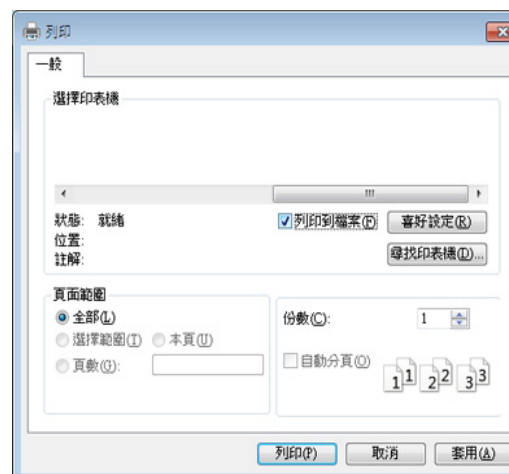 列印
一般
選擇印表機
狀態: 就緒
列印到檔案(F)
喜好設定(R)
位置:
註解:
尋找印表機(D)...
頁面範圍
全部(L)
選擇範圍(T)
本頁(U)
頁數(G):
份數(C):
1
自動分頁(O)
1 1 2 2 3 3
列印(P)
取消
套用(A)